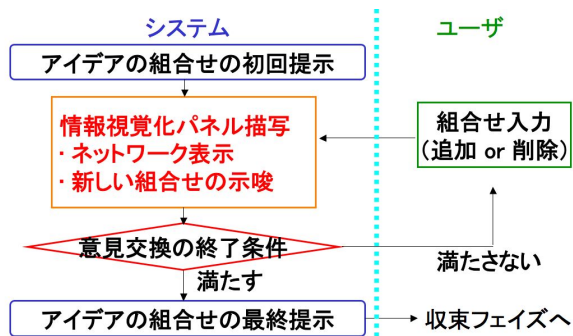 システム
ユーザ
アイデアの組合せの初回提示
情報視覚化パネル描写
・ネットワーク表示
・新しい組合せの示唆
組合せ入力
(追加 or 削除)
意見交換の終了条件
満たさない
満たす
アイデアの組合せの最終提示
収束フェイズへ